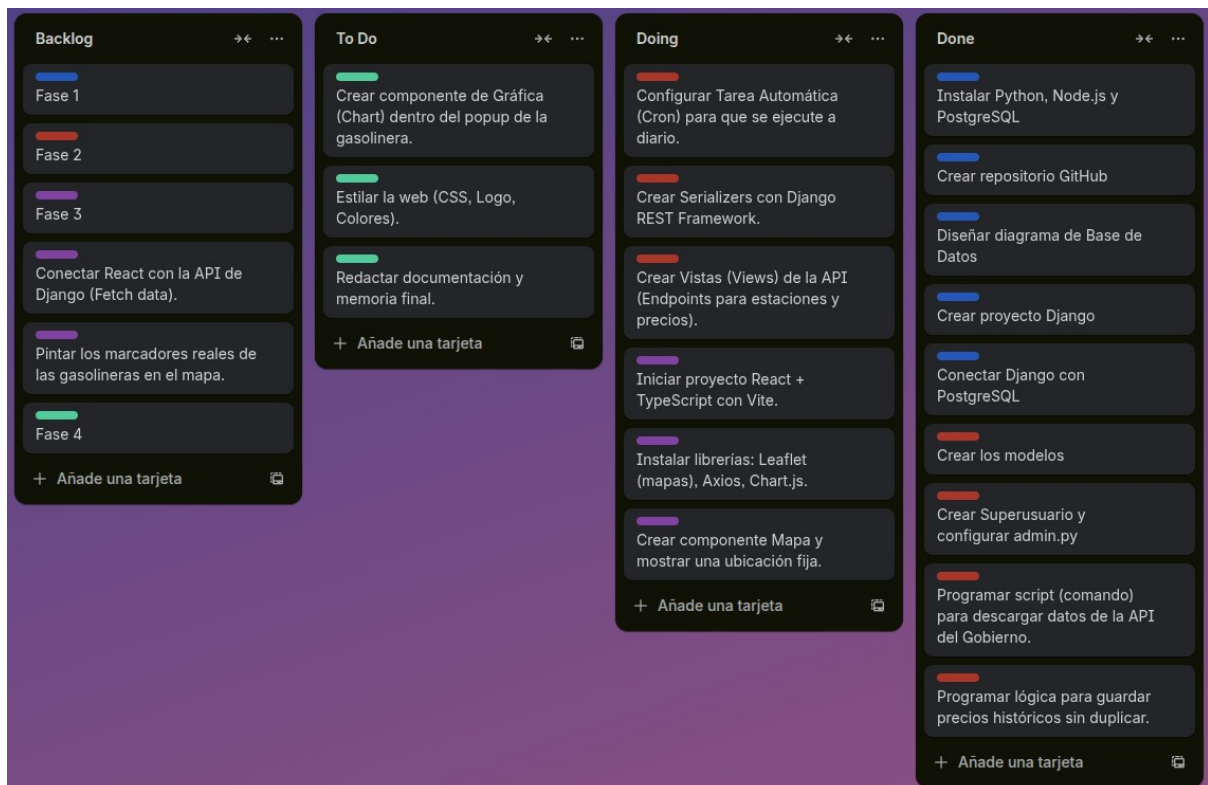 Backlog
Fase 1
Fase 2
Fase 3
Conectar React con la API de
Django (Fetch data).
Pintar los marcadores reales de
las gasolineras en el mapa.
Fase 4
+ Añade una tarjeta
To Do
Crear componente de Gráfica
(Chart) dentro del popup de la
gasolinera.
Estilar la web (CSS, Logo,
Colores).
Redactar documentación y
memoria final.
+ Añade una tarjeta
Doing
Configurar Tarea Automática
(Cron) para que se ejecute a
diario.
Crear Serializers con Django
REST Framework.
Crear Vistas (Views) de la API
(Endpoints para estaciones y
precios).
Iniciar proyecto React +
TypeScript con Vite.
Instalar librerías: Leaflet
(mapas), Axios, Chart.js.
Crear componente Mapa y
mostrar una ubicación fija.
+ Añade una tarjeta
Done
Instalar Python, Node.js y
PostgreSQL
Crear repositorio GitHub
Diseñar diagrama de Base de
Datos
Crear proyecto Django
Conectar Django con
PostgreSQL
Crear los modelos
Crear Superusuario y
configurar admin.py
Programar script (comando)
para descargar datos de la API
del Gobierno.
Programar lógica para guardar
precios históricos sin duplicar.
+ Añade una tarjeta